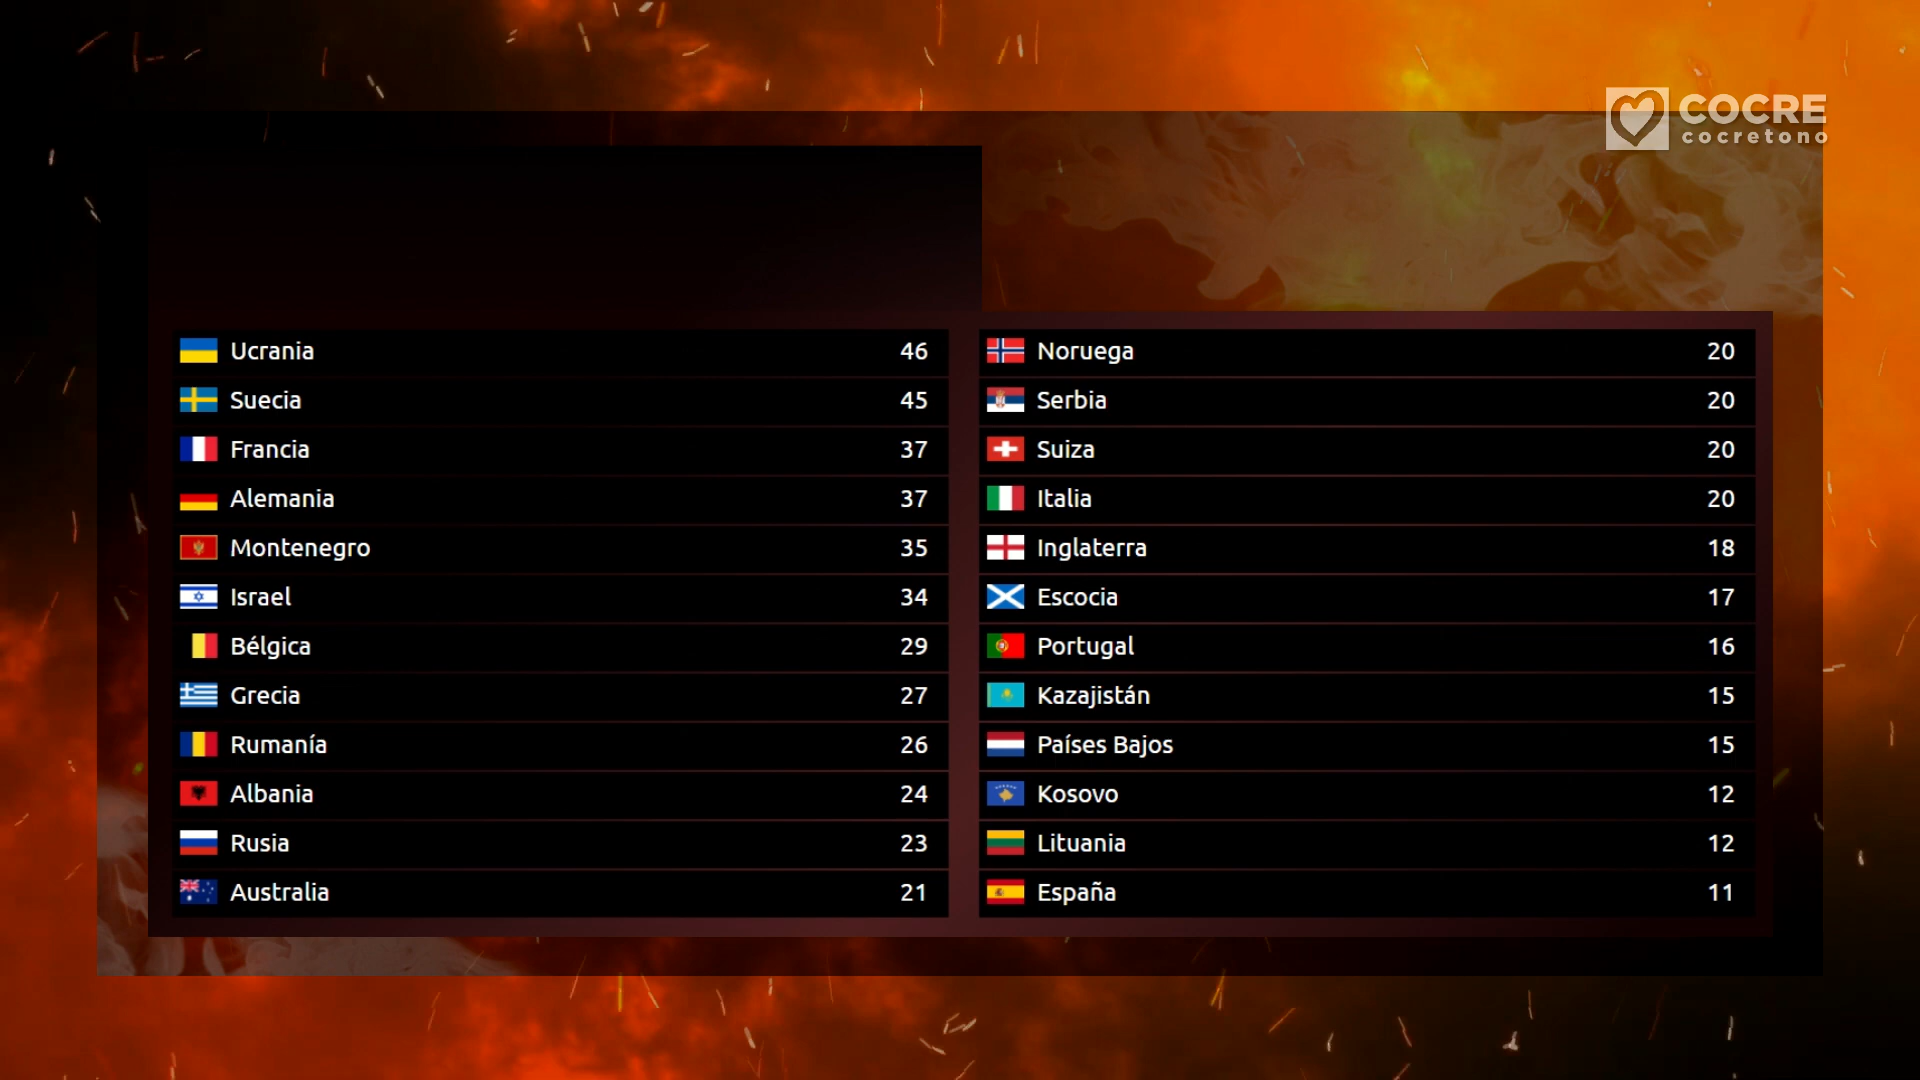 COCRE
cocretono
Ucrania 46
Suecia 45
Francia 37
Alemania 37
Montenegro 35
Israel 34
Bélgica 29
Grecia 27
Rumanía 26
Albania 24
Rusia 23
Australia 21
Noruega 20
Serbia 20
Suiza 20
Italia 20
Inglaterra 18
Escocia 17
Portugal 16
Kazajistán 15
Países Bajos 15
Kosovo 12
Lituania 12
España 11